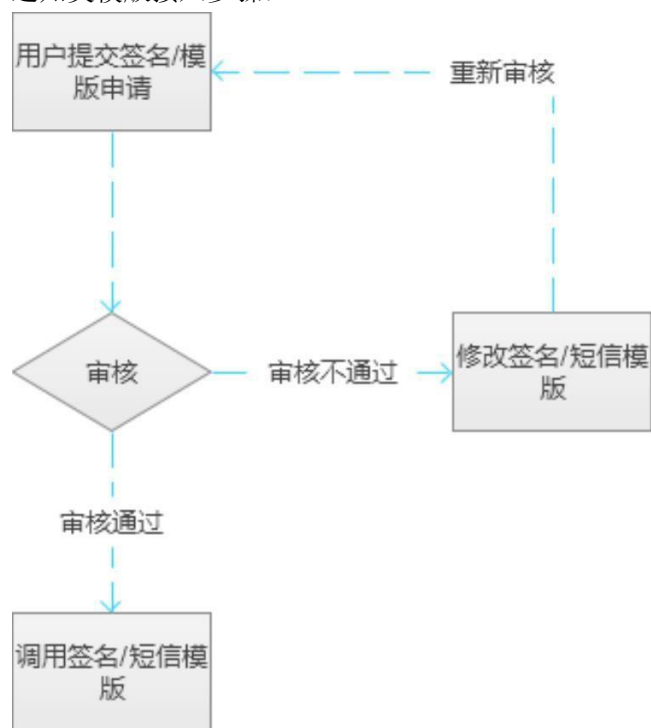 用户提交签名/模
版申请
重新审核
审核
审核不通过
修改签名/短信模
版
审核通过
调用签名/短信模
版